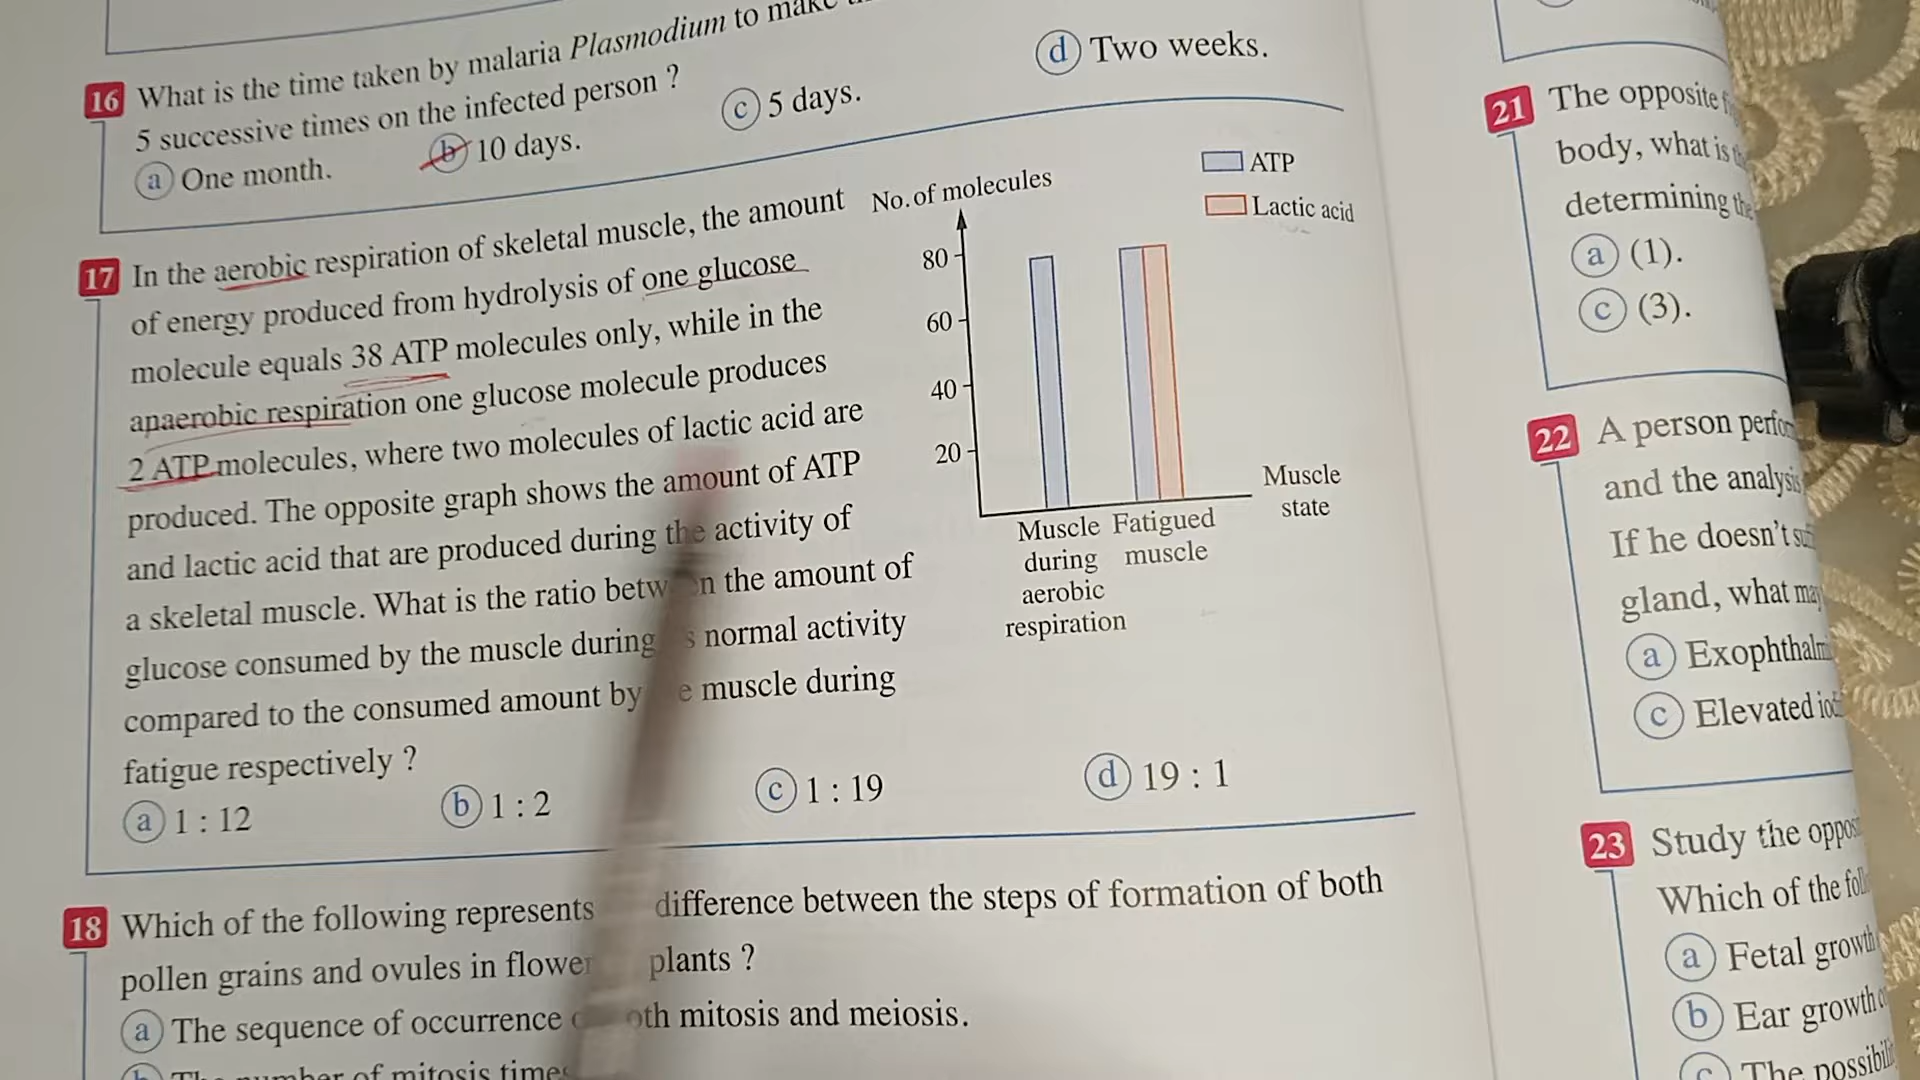 16 What is the time taken by malaria Plasmodium to make
5 successive times on the infected person ?
a One month.
b 10 days.
c 5 days.
d Two weeks.
17 In the aerobic respiration of skeletal muscle, the amount
of energy produced from hydrolysis of one glucose
molecule equals 38 ATP molecules only, while in the
anaerobic respiration one glucose molecule produces
2 ATP molecules, where two molecules of lactic acid are
produced. The opposite graph shows the amount of ATP
and lactic acid that are produced during the activity of
a skeletal muscle. What is the ratio between the amount of
glucose consumed by the muscle during normal activity
compared to the consumed amount by muscle during
fatigue respectively ?
a 1 : 12
b 1 : 2
c 1 : 19
d 19 : 1
No. of molecules
ATP
Lactic acid
80
60
40
20
Muscle during aerobic respiration
Fatigued muscle
Muscle state
18 Which of the following represents difference between the steps of formation of both
pollen grains and ovules in plants ?
a The sequence of occurrence mitosis and meiosis.
of mitosis times
21 The opposite
body, what is
determining the
a (1).
c (3).
22 A person
and the analysis
If he doesn't
gland, what may
a
c Elevated
23 Study the
Which of the
a Fetal growth
b Ear growth
c The